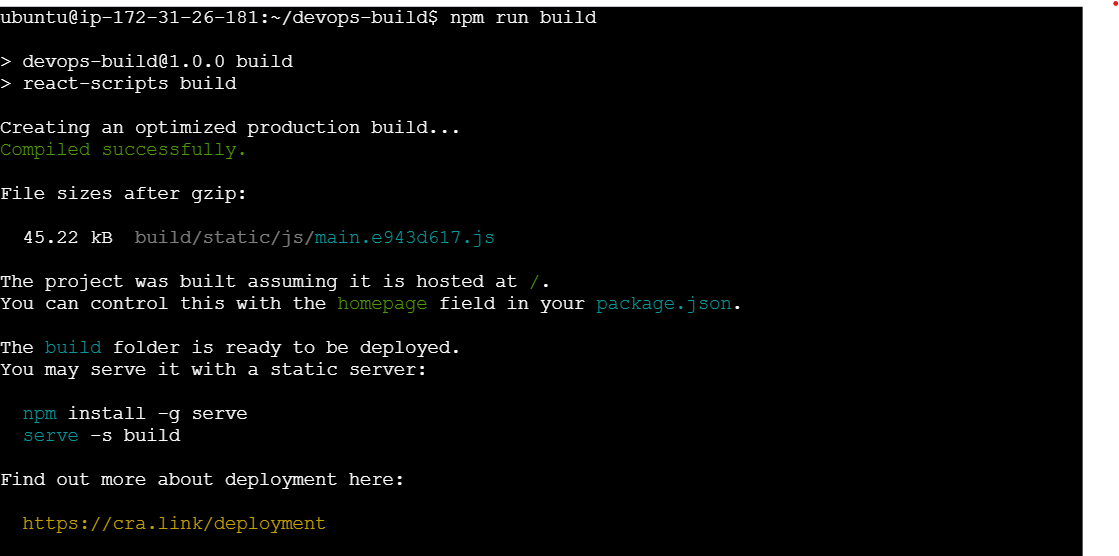 ubuntu@ip-172-31-26-181:~/devops-build$ npm run build
> devops-build@1.0.0 build
> react-scripts build
Creating an optimized production build...
Compiled successfully.
File sizes after gzip:
45.22 kB  build/static/js/main.e943d617.js
The project was built assuming it is hosted at /.
You can control this with the homepage field in your package.json.
The build folder is ready to be deployed.
You may serve it with a static server:
npm install -g serve
serve -s build
Find out more about deployment here:
https://cra.link/deployment